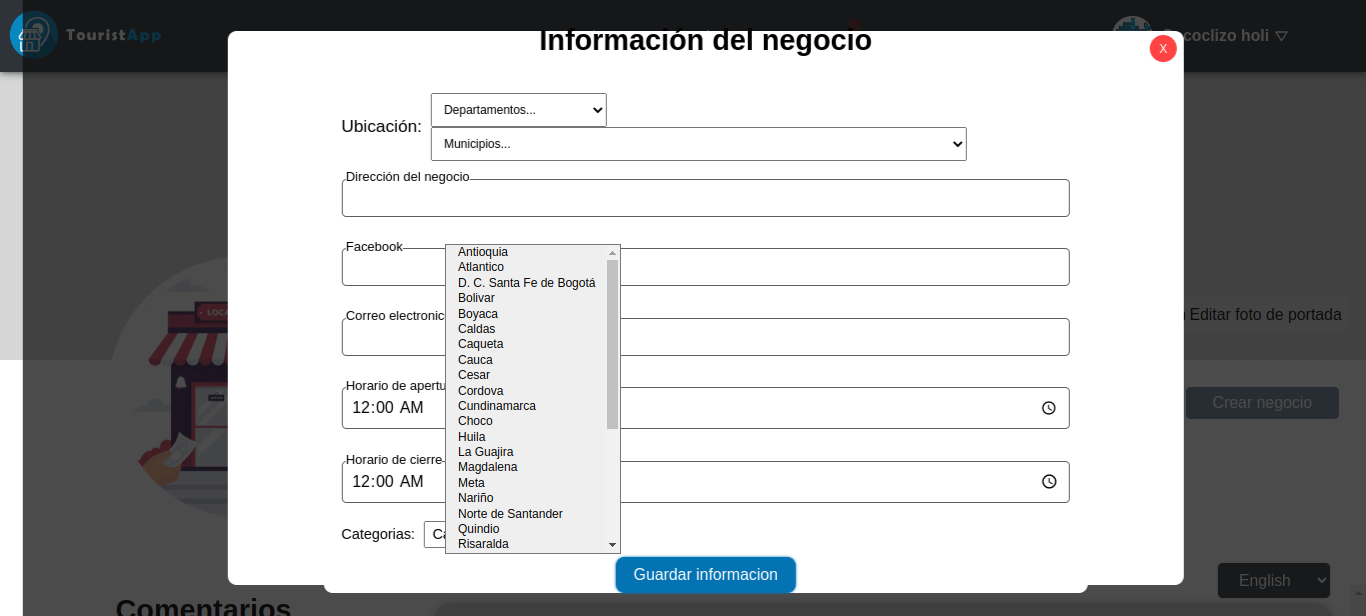 TouristApp
coclizo holi
Información del negocio
X
Ubicación:
Departamentos...
Municipios...
Dirección del negocio
Facebook
Antioquia
Atlantico
D. C. Santa Fe de Bogotá
Bolivar
Boyaca
Caldas
Caqueta
Cauca
Cesar
Cordova
Cundinamarca
Choco
Huila
La Guajira
Magdalena
Meta
Nariño
Norte de Santander
Quindio
Risaralda
Correo electronic
Horario de apertu
12:00 AM
Horario de cierre
12:00 AM
Categorias:
Guardar informacion
LOCA
Editar foto de portada
Crear negocio
English
Comentarios